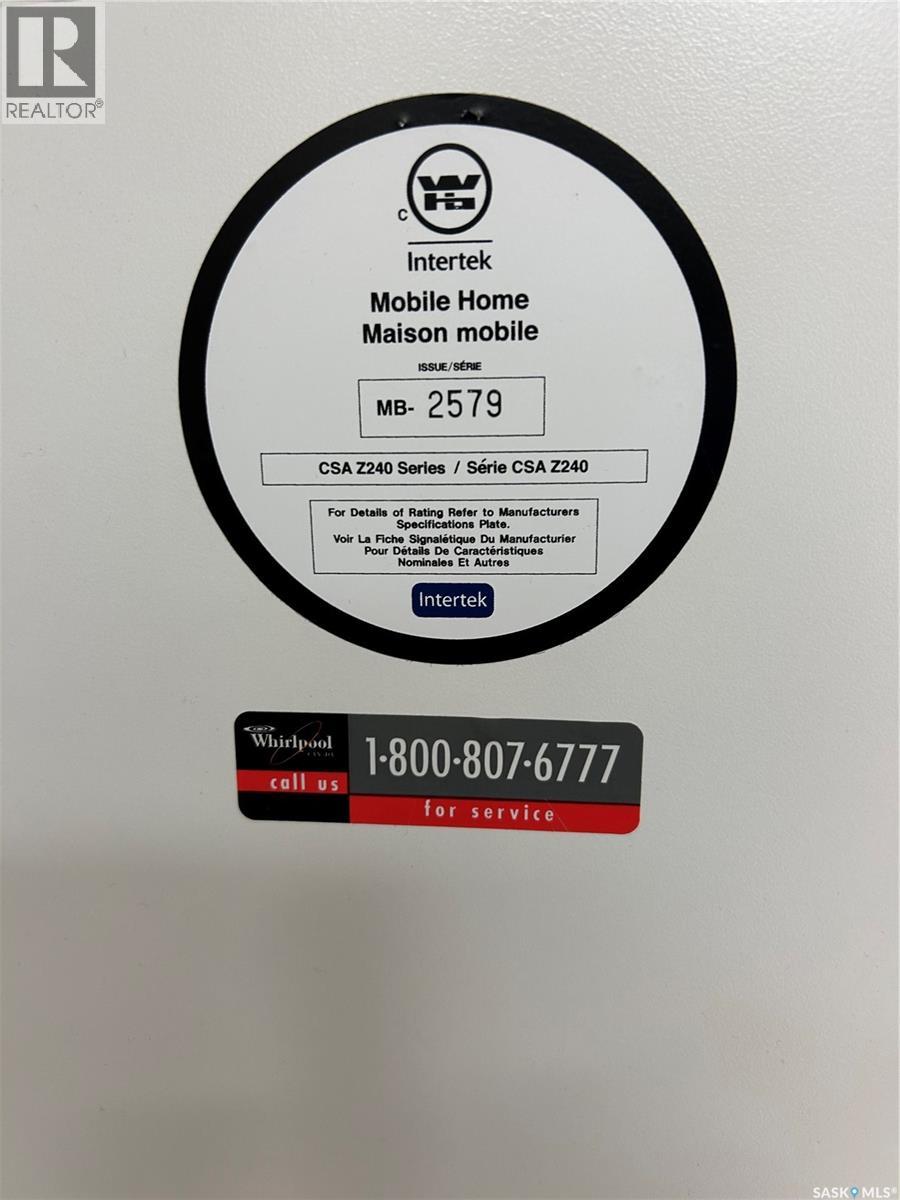 R
REALTOR®
WH
C
Intertek
Mobile Home
Maison mobile
ISSUE/SÉRIE
MB- 2579
CSA Z240 Series / Série CSA Z240
For Details of Rating Refer to Manufacturers
Specifications Plate.
Voir La Fiche Signalétique Du Manufacturier
Pour Détails De Caractéristiques
Nominales Et Autres
Intertek
Whirlpool
CANADA
call us
1·800·807·6777
for service
SASK MLS®